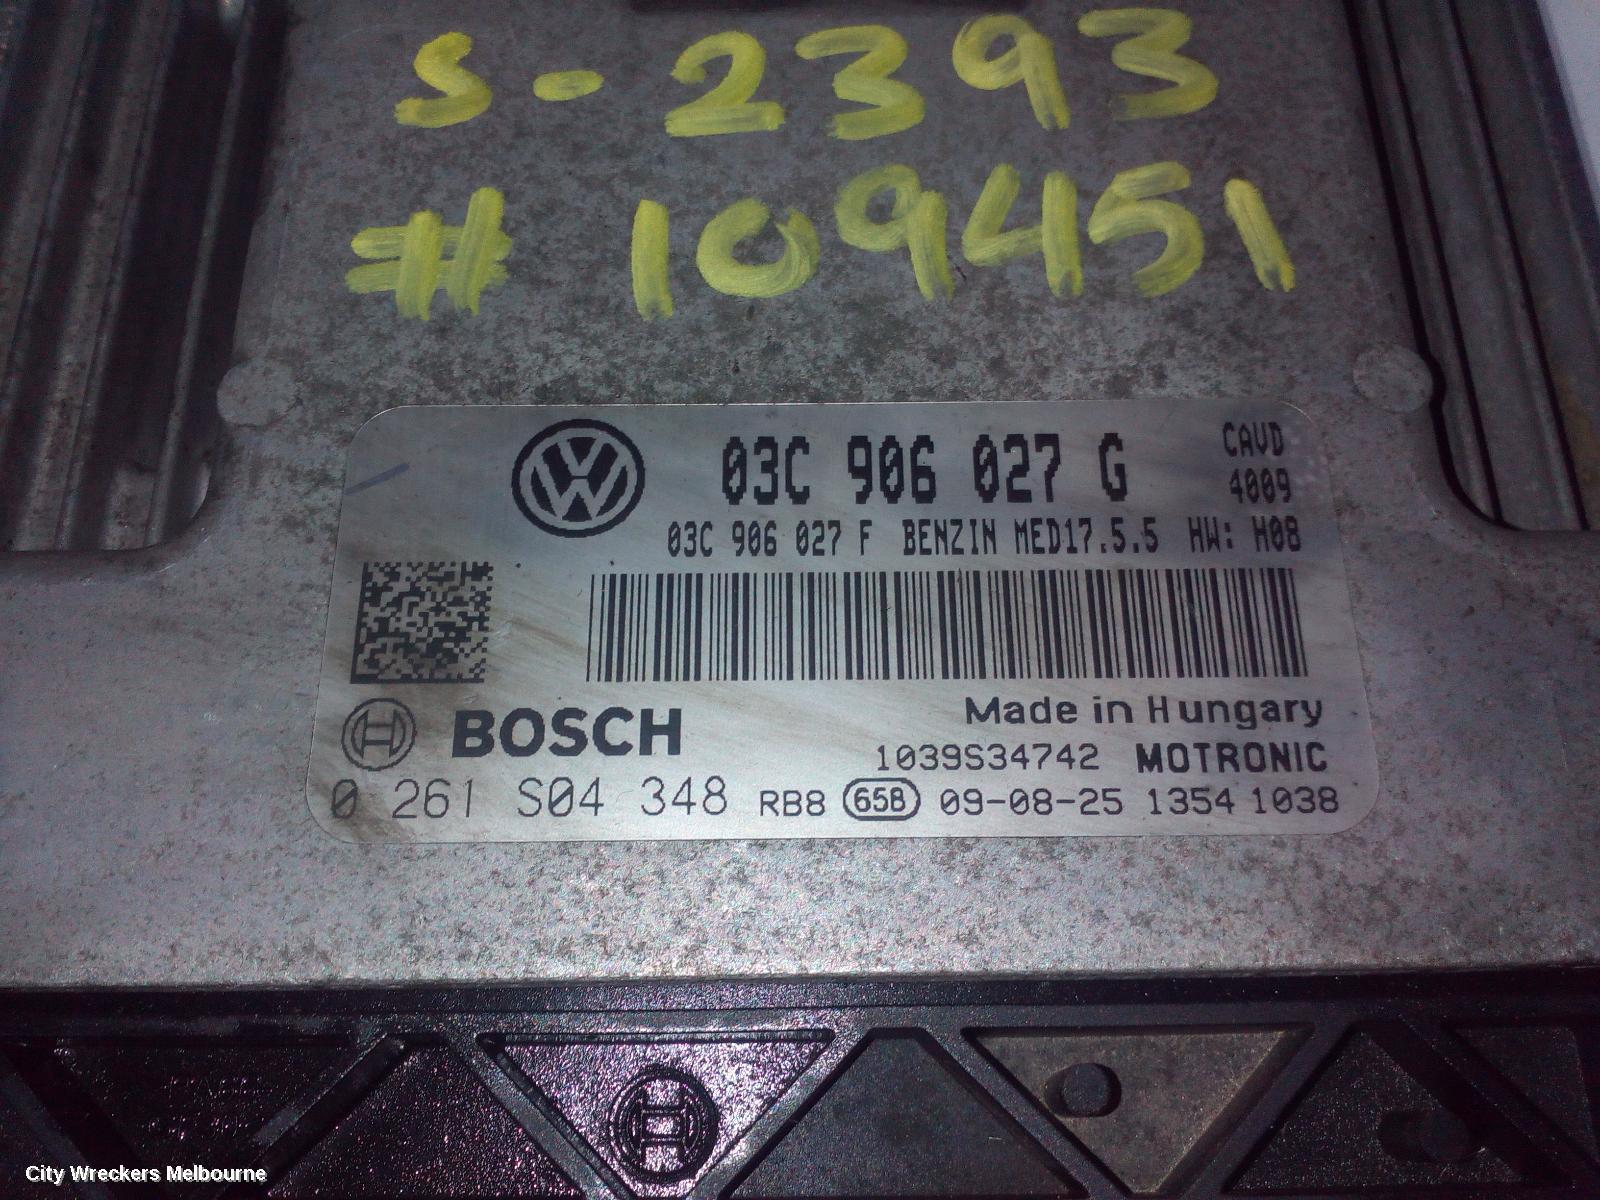 S-2393
# 109451
03C 906 027 G
CAVD
4009
03C 906 027 F BENZIN MED17.5.5 HW: H08
BOSCH
Made in Hungary
1039S34742 MOTRONIC
0 261 S04 348 RB8 65B 09-08-25 1354 1038
City Wreckers Melbourne